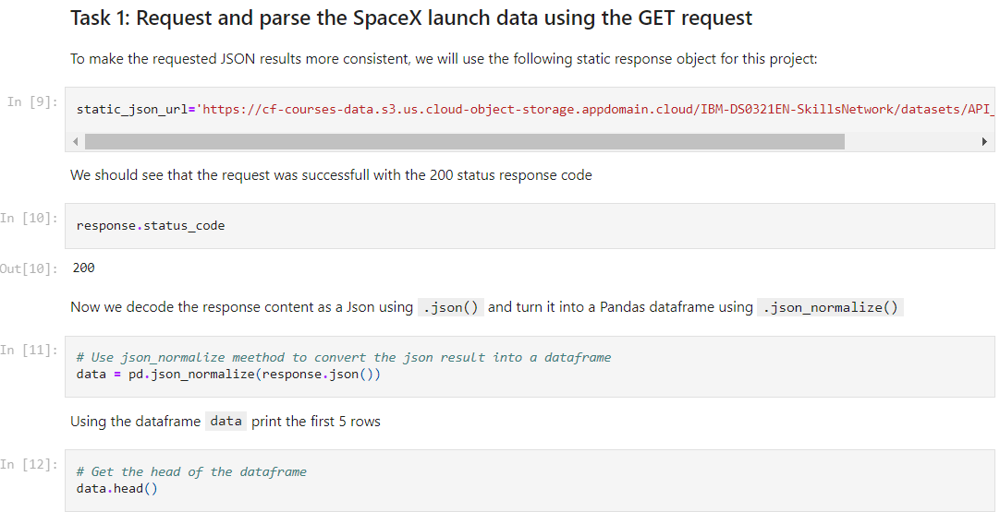 Task 1: Request and parse the SpaceX launch data using the GET request
To make the requested JSON results more consistent, we will use the following static response object for this project:
In [9]:
static_json_url='https://cf-courses-data.s3.us.cloud-object-storage.appdomain.cloud/IBM-DS0321EN-SkillsNetwork/datasets/API_
We should see that the request was successfull with the 200 status response code
In [10]:
response.status_code
Out[10]:
200
Now we decode the response content as a Json using .json() and turn it into a Pandas dataframe using .json_normalize()
In [11]:
# Use json_normalize meethod to convert the json result into a dataframe
data = pd.json_normalize(response.json())
Using the dataframe data print the first 5 rows
In [12]:
# Get the head of the dataframe
data.head()